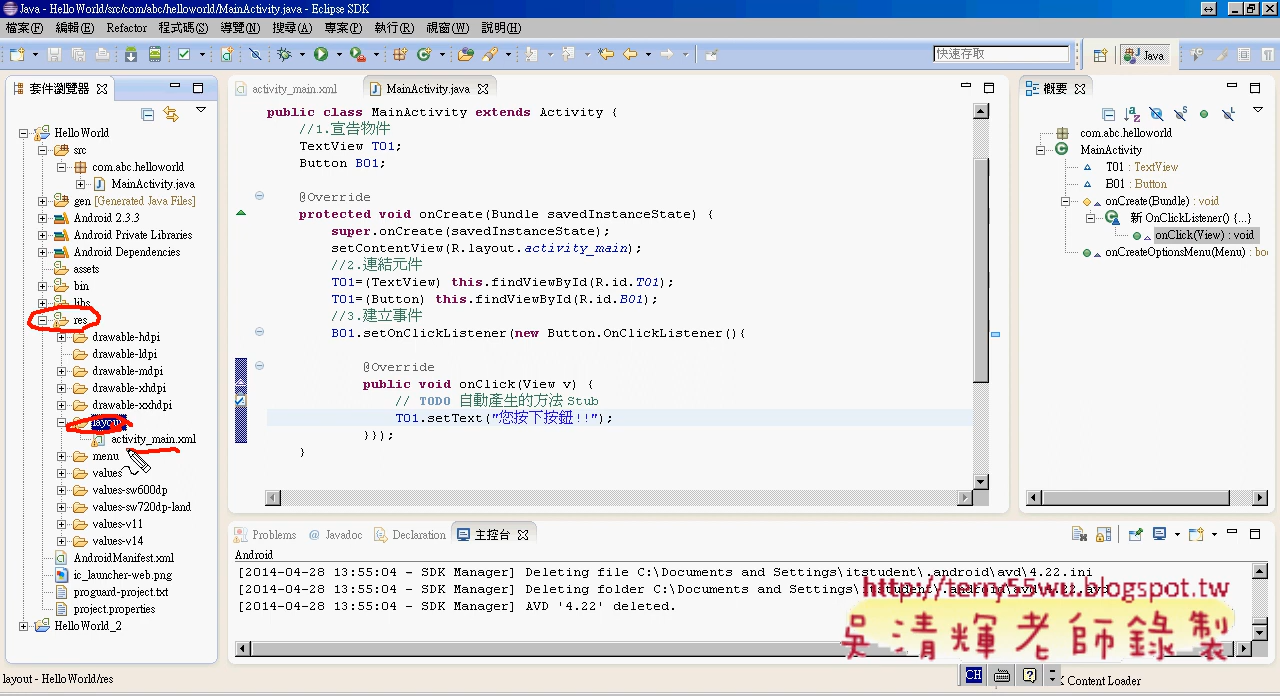 Java - HelloWorld/src/com/abc/helloworld/MainActivity.java - Eclipse SDK
檔案(F) 編輯(E) Refactor 程式碼(S) 導覽(N) 搜尋(A) 專案(P) 執行(R) 視窗(W) 說明(H)
快速存取
Java
套件瀏覽器
HelloWorld
src
com.abc.helloworld
MainActivity.java
gen [Generated Java Files]
Android 2.3.3
Android Private Libraries
Android Dependencies
assets
bin
libs
res
drawable-hdpi
drawable-ldpi
drawable-mdpi
drawable-xhdpi
drawable-xxhdpi
layout
activity_main.xml
menu
values
values-sw600dp
values-sw720dp-land
values-v11
values-v14
AndroidManifest.xml
ic_launcher-web.png
proguard-project.txt
project.properties
HelloWorld_2
activity_main.xml
MainActivity.java
public class MainActivity extends Activity {
//1.宣告物件
TextView T01;
Button B01;
@Override
protected void onCreate(Bundle savedInstanceState) {
super.onCreate(savedInstanceState);
setContentView(R.layout.activity_main);
//2.連結元件
T01=(TextView) this.findViewById(R.id.T01);
T01=(Button) this.findViewById(R.id.B01);
//3.建立事件
B01.setOnClickListener(new Button.OnClickListener(){
@Override
public void onClick(View v) {
// TODO 自動產生的方法 Stub
T01.setText("您按下按鈕!!");
}});
}
概要
com.abc.helloworld
MainActivity
T01 : TextView
B01 : Button
onCreate(Bundle) : void
新 OnClickListener() {...}
onClick(View) : void
onCreateOptionsMenu(Menu) : boo
Problems @ Javadoc Declaration 主控台
Android
[2014-04-28 13:55:04 - SDK Manager] Deleting file C:\Documents and Settings\itstudent\.android\avd\4.22.ini
[2014-04-28 13:55:04 - SDK Manager] Deleting folder C:\Documents and Settings\itstudent\.android\avd\4.22.avd
[2014-04-28 13:55:04 - SDK Manager] AVD '4.22' deleted.
http://terry55wu.blogspot.tw
吳清輝老師錄製
layout - HelloWorld/res
CH
Content Loader